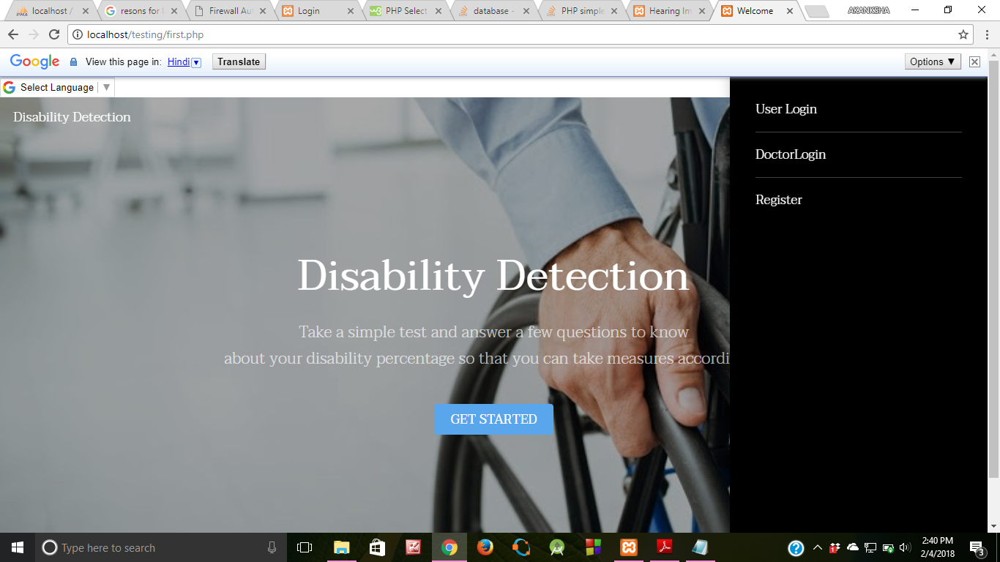 localhost /
resons for
Firewall Au
Login
PHP Select
database -
PHP simple
Hearing Im
Welcome
AKANKSHA
localhost/testing/first.php
Google View this page in: Hindi Translate Options ▼
Select Language ▼
Disability Detection
User Login
DoctorLogin
Register
Disability Detection
Take a simple test and answer a few questions to know
about your disability percentage so that you can take measures accordi
GET STARTED
Type here to search
2:40 PM
2/4/2018
3